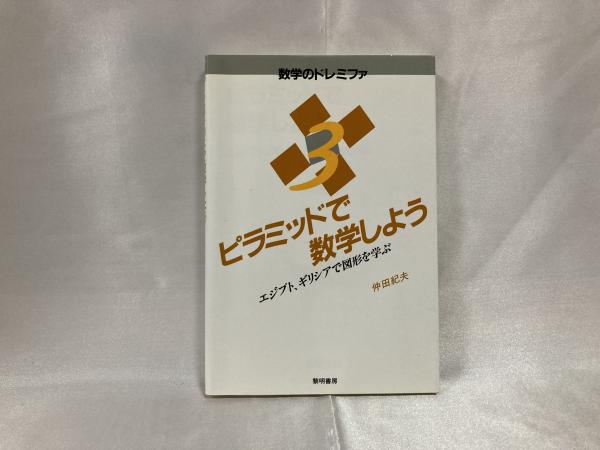 数学のドレミファ
3
ピラミッドで
数学しよう
エジプト、ギリシアで図形を学ぶ
仲田紀夫
黎明書房